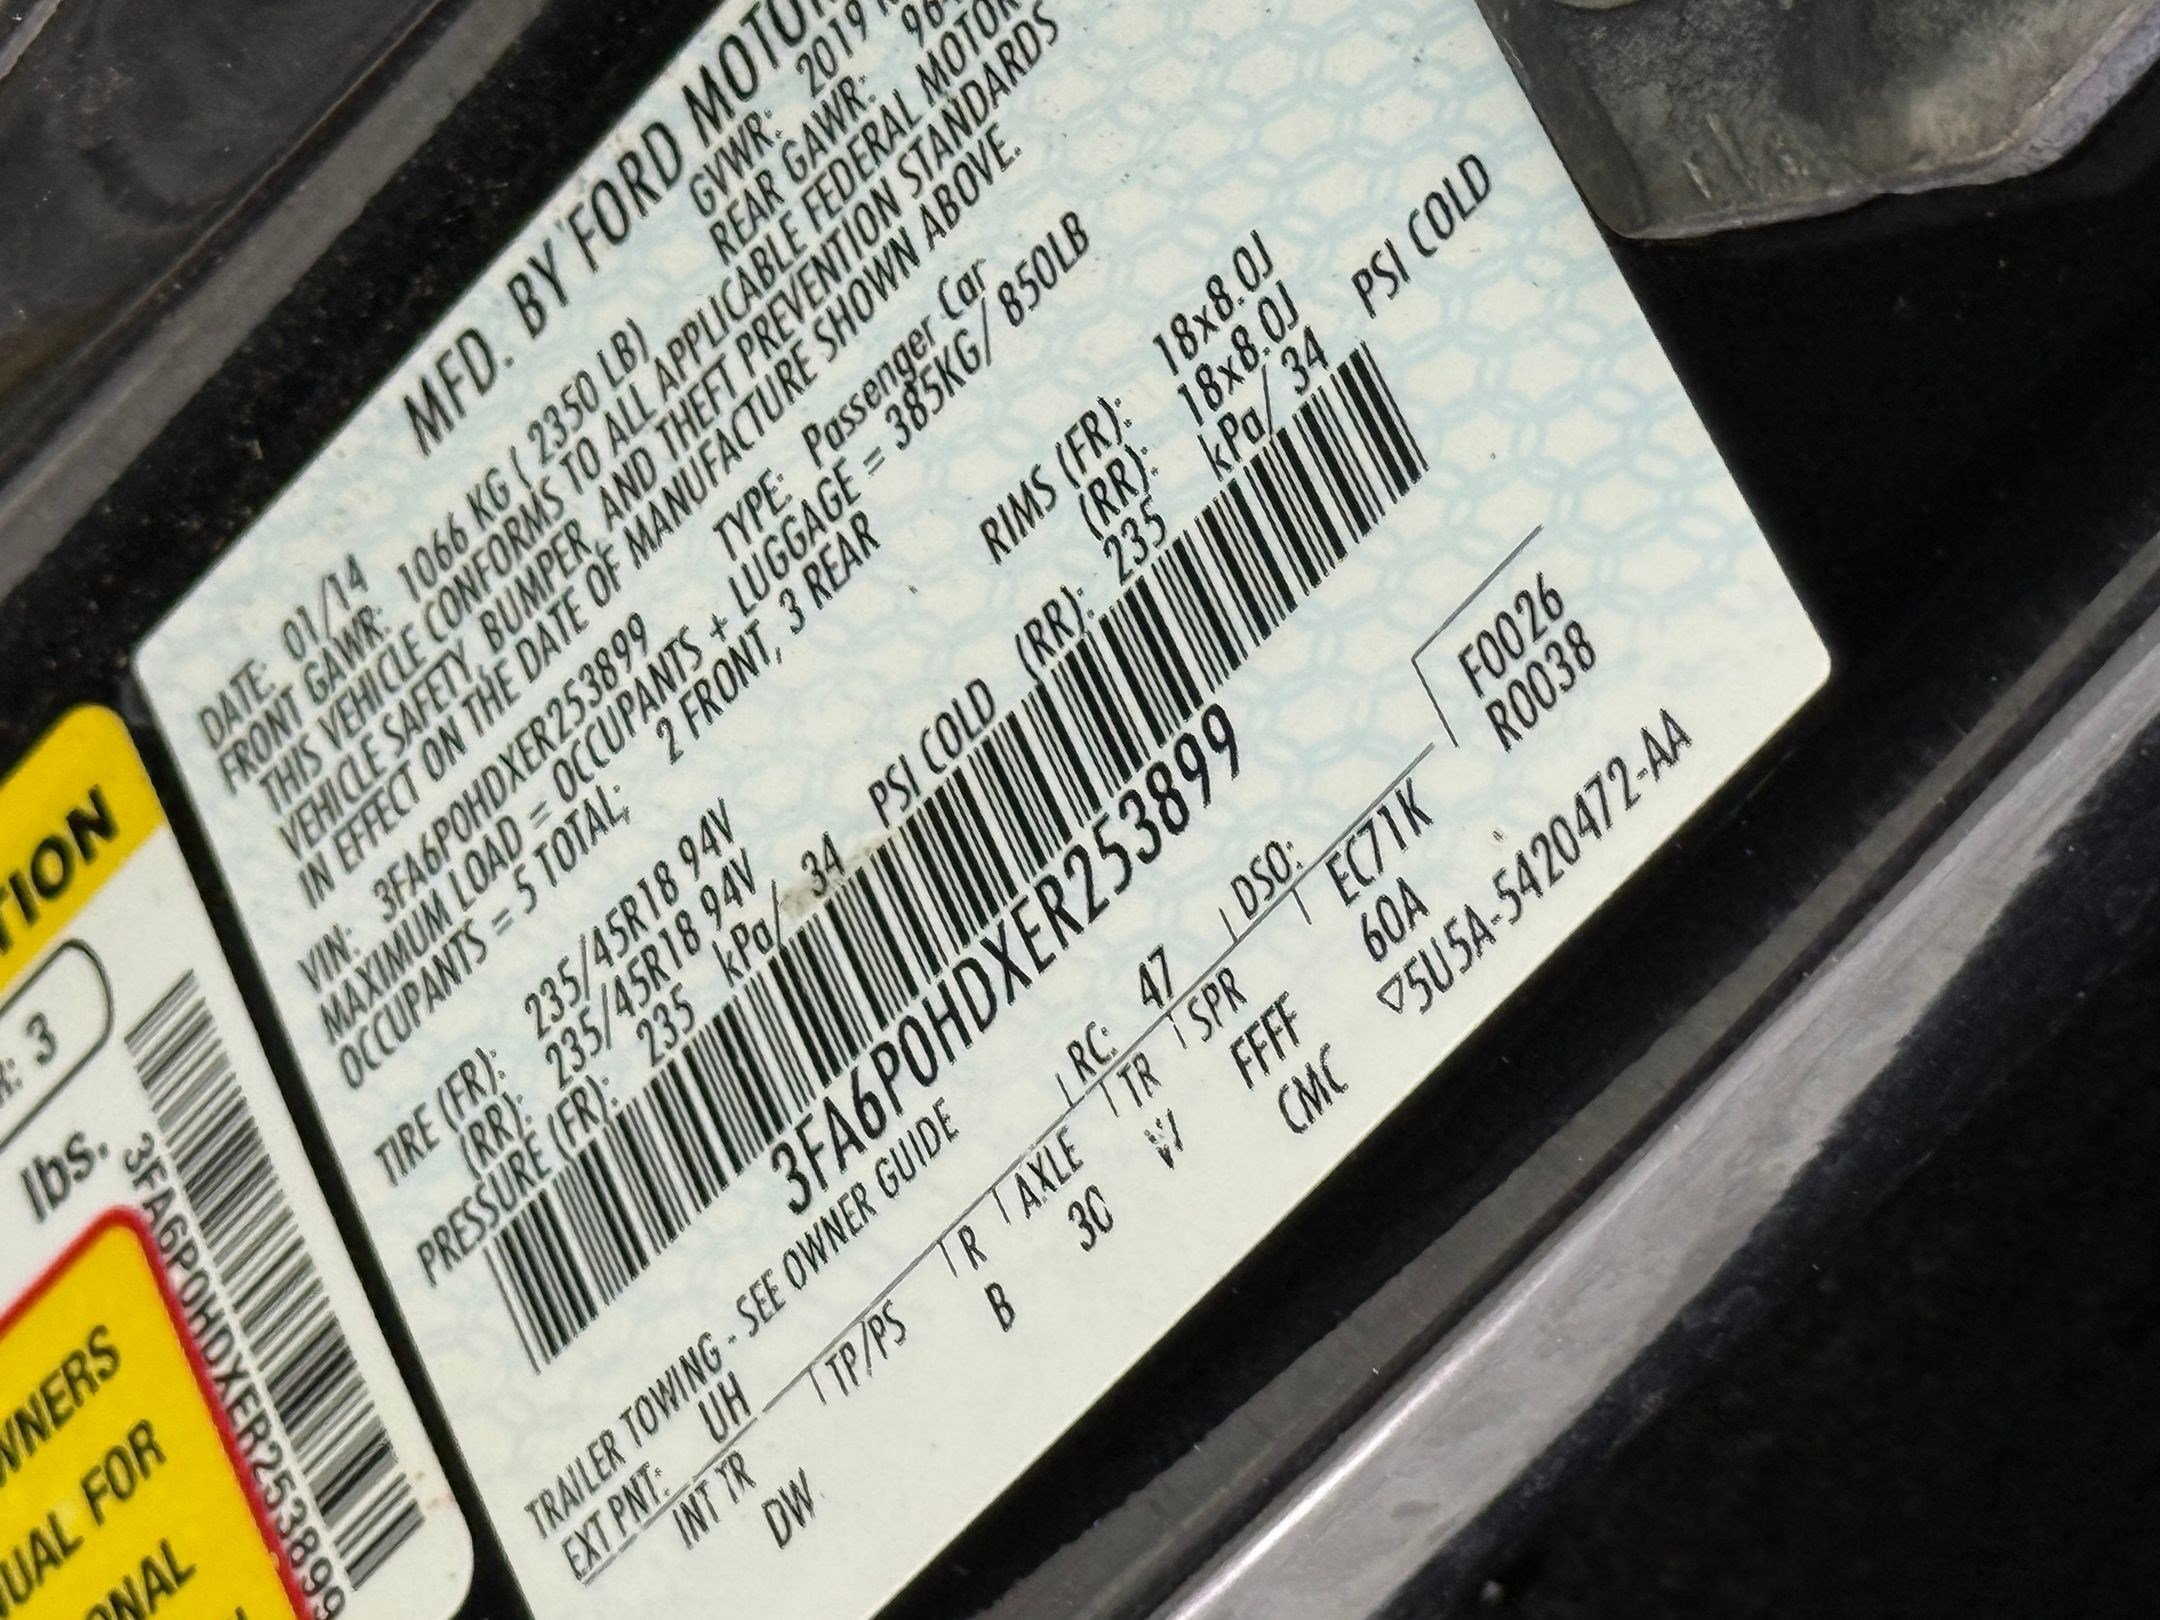 MFD. BY FORD MOTOR
DATE: 01/14 GVWR: 2019
FRONT GAWR: 1066 KG ( 2350 LB) REAR GAWR: 96
THIS VEHICLE CONFORMS TO ALL APPLICABLE FEDERAL MOTOR
VEHICLE SAFETY, BUMPER, AND THEFT PREVENTION STANDARDS
IN EFFECT ON THE DATE OF MANUFACTURE SHOWN ABOVE.
VIN: 3FA6P0HDXER253899 TYPE: Passenger Car
MAXIMUM LOAD = OCCUPANTS + LUGGAGE = 385KG/ 850LB
OCCUPANTS = 5 TOTAL; 2 FRONT, 3 REAR
TIRE (FR): 235/45R18 94V RIMS (FR): 18x8.0J
(RR): 235/45R18 94V (RR): 18x8.0J
PRESSURE (FR): 235 kPa/ 34 PSI COLD (RR): 235 kPa/ 34 PSI COLD
3FA6P0HDXER253899
TRAILER TOWING - SEE OWNER GUIDE
EXT PNT: UH RC: 47 DSO: F0026
INT TR TP/PS R AXLE TR SPR EC71K R0038
DW B 30 W FFFF 60A
CMC ▽5U5A-5420472-AA
TION
: 3
lbs.
3FA6P0HDXER253899
WNERS
UAL FOR
ONAL